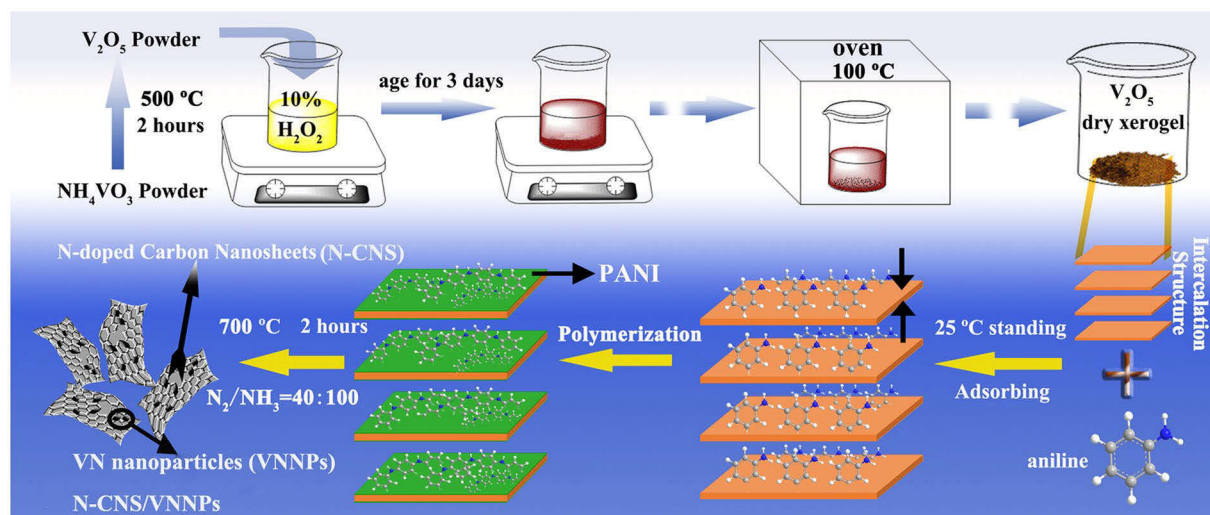 V₂O₅ Powder
500 ºC
2 hours
NH₄VO₃ Powder
10%
H₂O₂
age for 3 days
oven
100 ºC
V₂O₅
dry xerogel
Intercalation
Structure
aniline
25 ºC standing
Adsorbing
Polymerization
PANI
700 ºC 2 hours
N₂/NH₃=40:100
N-doped Carbon Nanosheets (N-CNS)
VN nanoparticles (VNNPs)
N-CNS/VNNPs